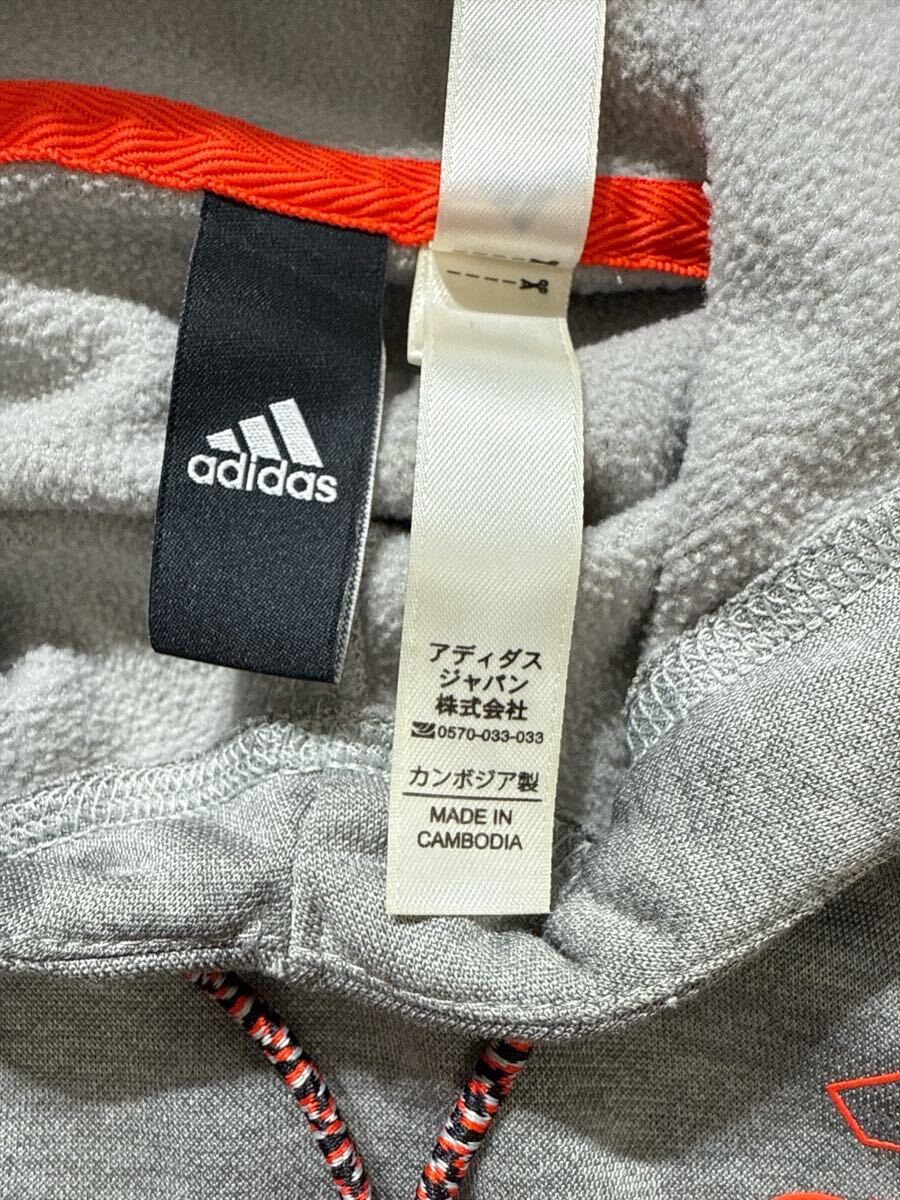 adidas
アディダス
ジャパン
株式会社
0570-033-033
カンボジア製
MADE IN
CAMBODIA